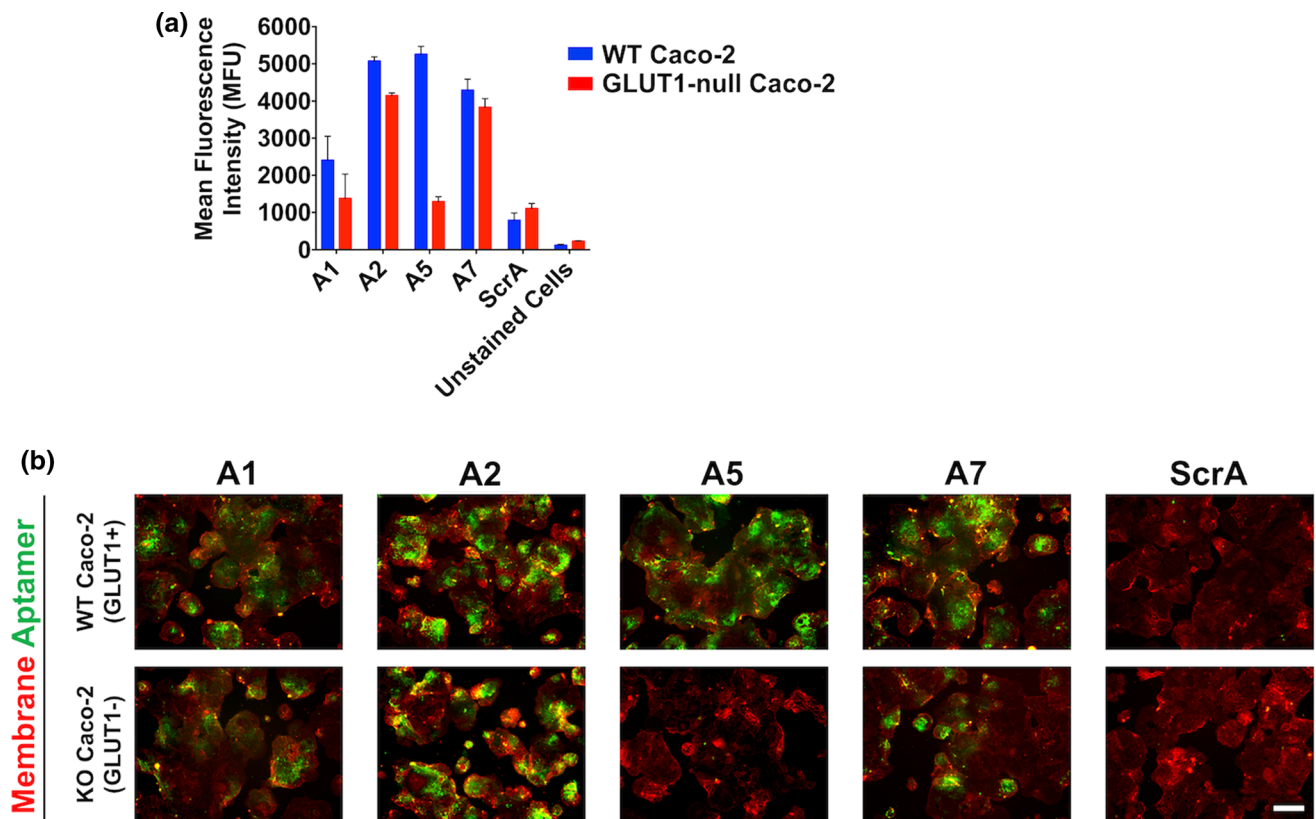 (a)
Mean Fluorescence
Intensity (MFU)
6000
5000
4000
3000
2000
1000
0
A1
A2
A5
A7
ScrA
Unstained Cells
WT Caco-2
GLUT1-null Caco-2
(b)
A1
A2
A5
A7
ScrA
Membrane Aptamer
WT Caco-2
(GLUT1+)
KO Caco-2
(GLUT1-)